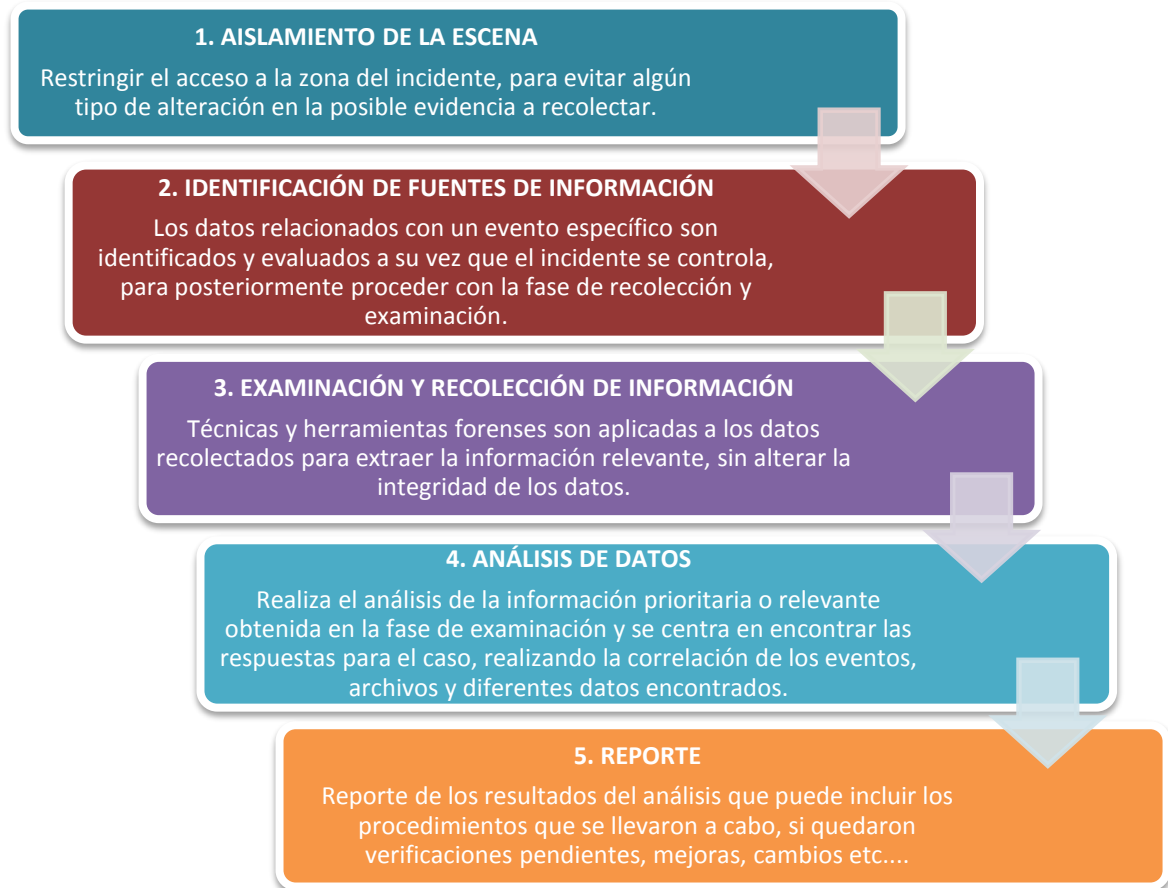 1. AISLAMIENTO DE LA ESCENA
Restringir el acceso a la zona del incidente, para evitar algún
tipo de alteración en la posible evidencia a recolectar.
2. IDENTIFICACIÓN DE FUENTES DE INFORMACIÓN
Los datos relacionados con un evento específico son
identificados y evaluados a su vez que el incidente se controla,
para posteriormente proceder con la fase de recolección y
examinación.
3. EXAMINACIÓN Y RECOLECCIÓN DE INFORMACIÓN
Técnicas y herramientas forenses son aplicadas a los datos
recolectados para extraer la información relevante, sin alterar la
integridad de los datos.
4. ANÁLISIS DE DATOS
Realiza el análisis de la información prioritaria o relevante
obtenida en la fase de examinación y se centra en encontrar las
respuestas para el caso, realizando la correlación de los eventos,
archivos y diferentes datos encontrados.
5. REPORTE
Reporte de los resultados del análisis que puede incluir los
procedimientos que se llevaron a cabo, si quedaron
verificaciones pendientes, mejoras, cambios etc....